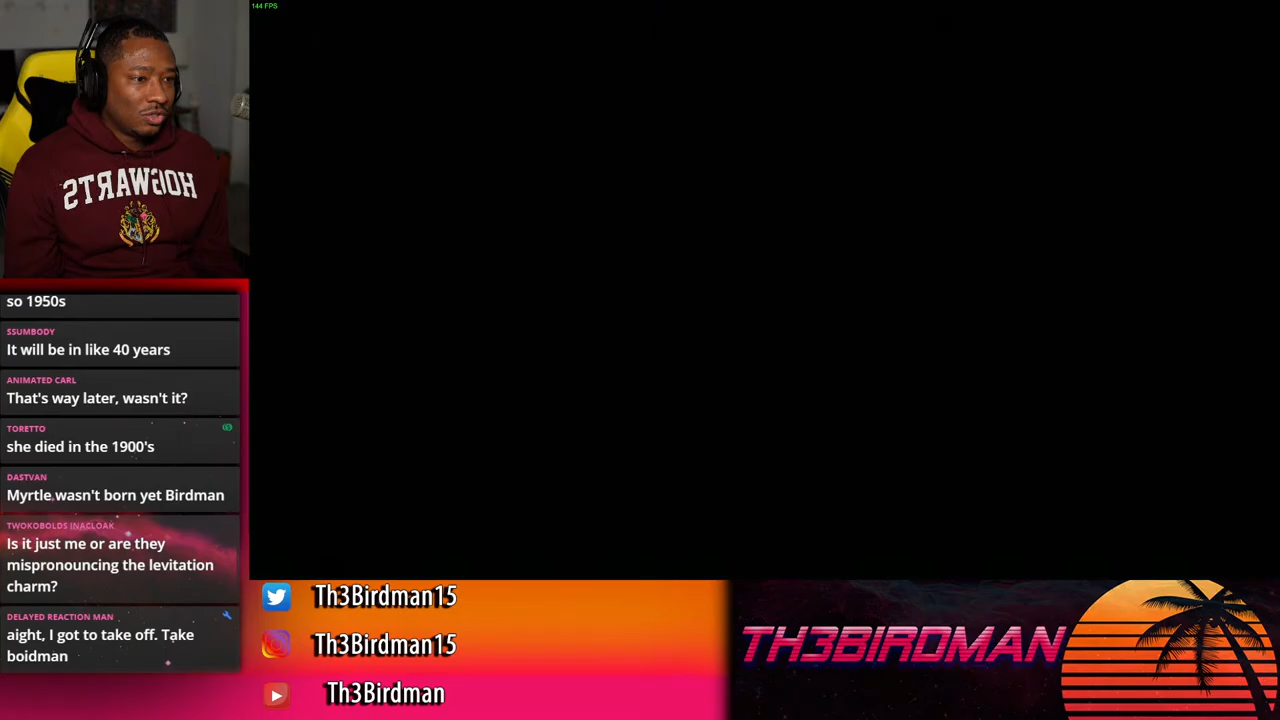 144 FPS
HOGWARTS
so 1950s
SSUMBODY
It will be in like 40 years
ANIMATED CARL
That's way later, wasn't it?
TORETTO
she died in the 1900's
DASTVAN
Myrtle wasn't born yet Birdman
TWOKOBOLDS INACLOAK
Is it just me or are they
mispronouncing the levitation
charm?
DELAYED REACTION MAN
aight, I got to take off. Take
boidman
Th3Birdman15
Th3Birdman15
Th3Birdman
TH3BIRDMAN